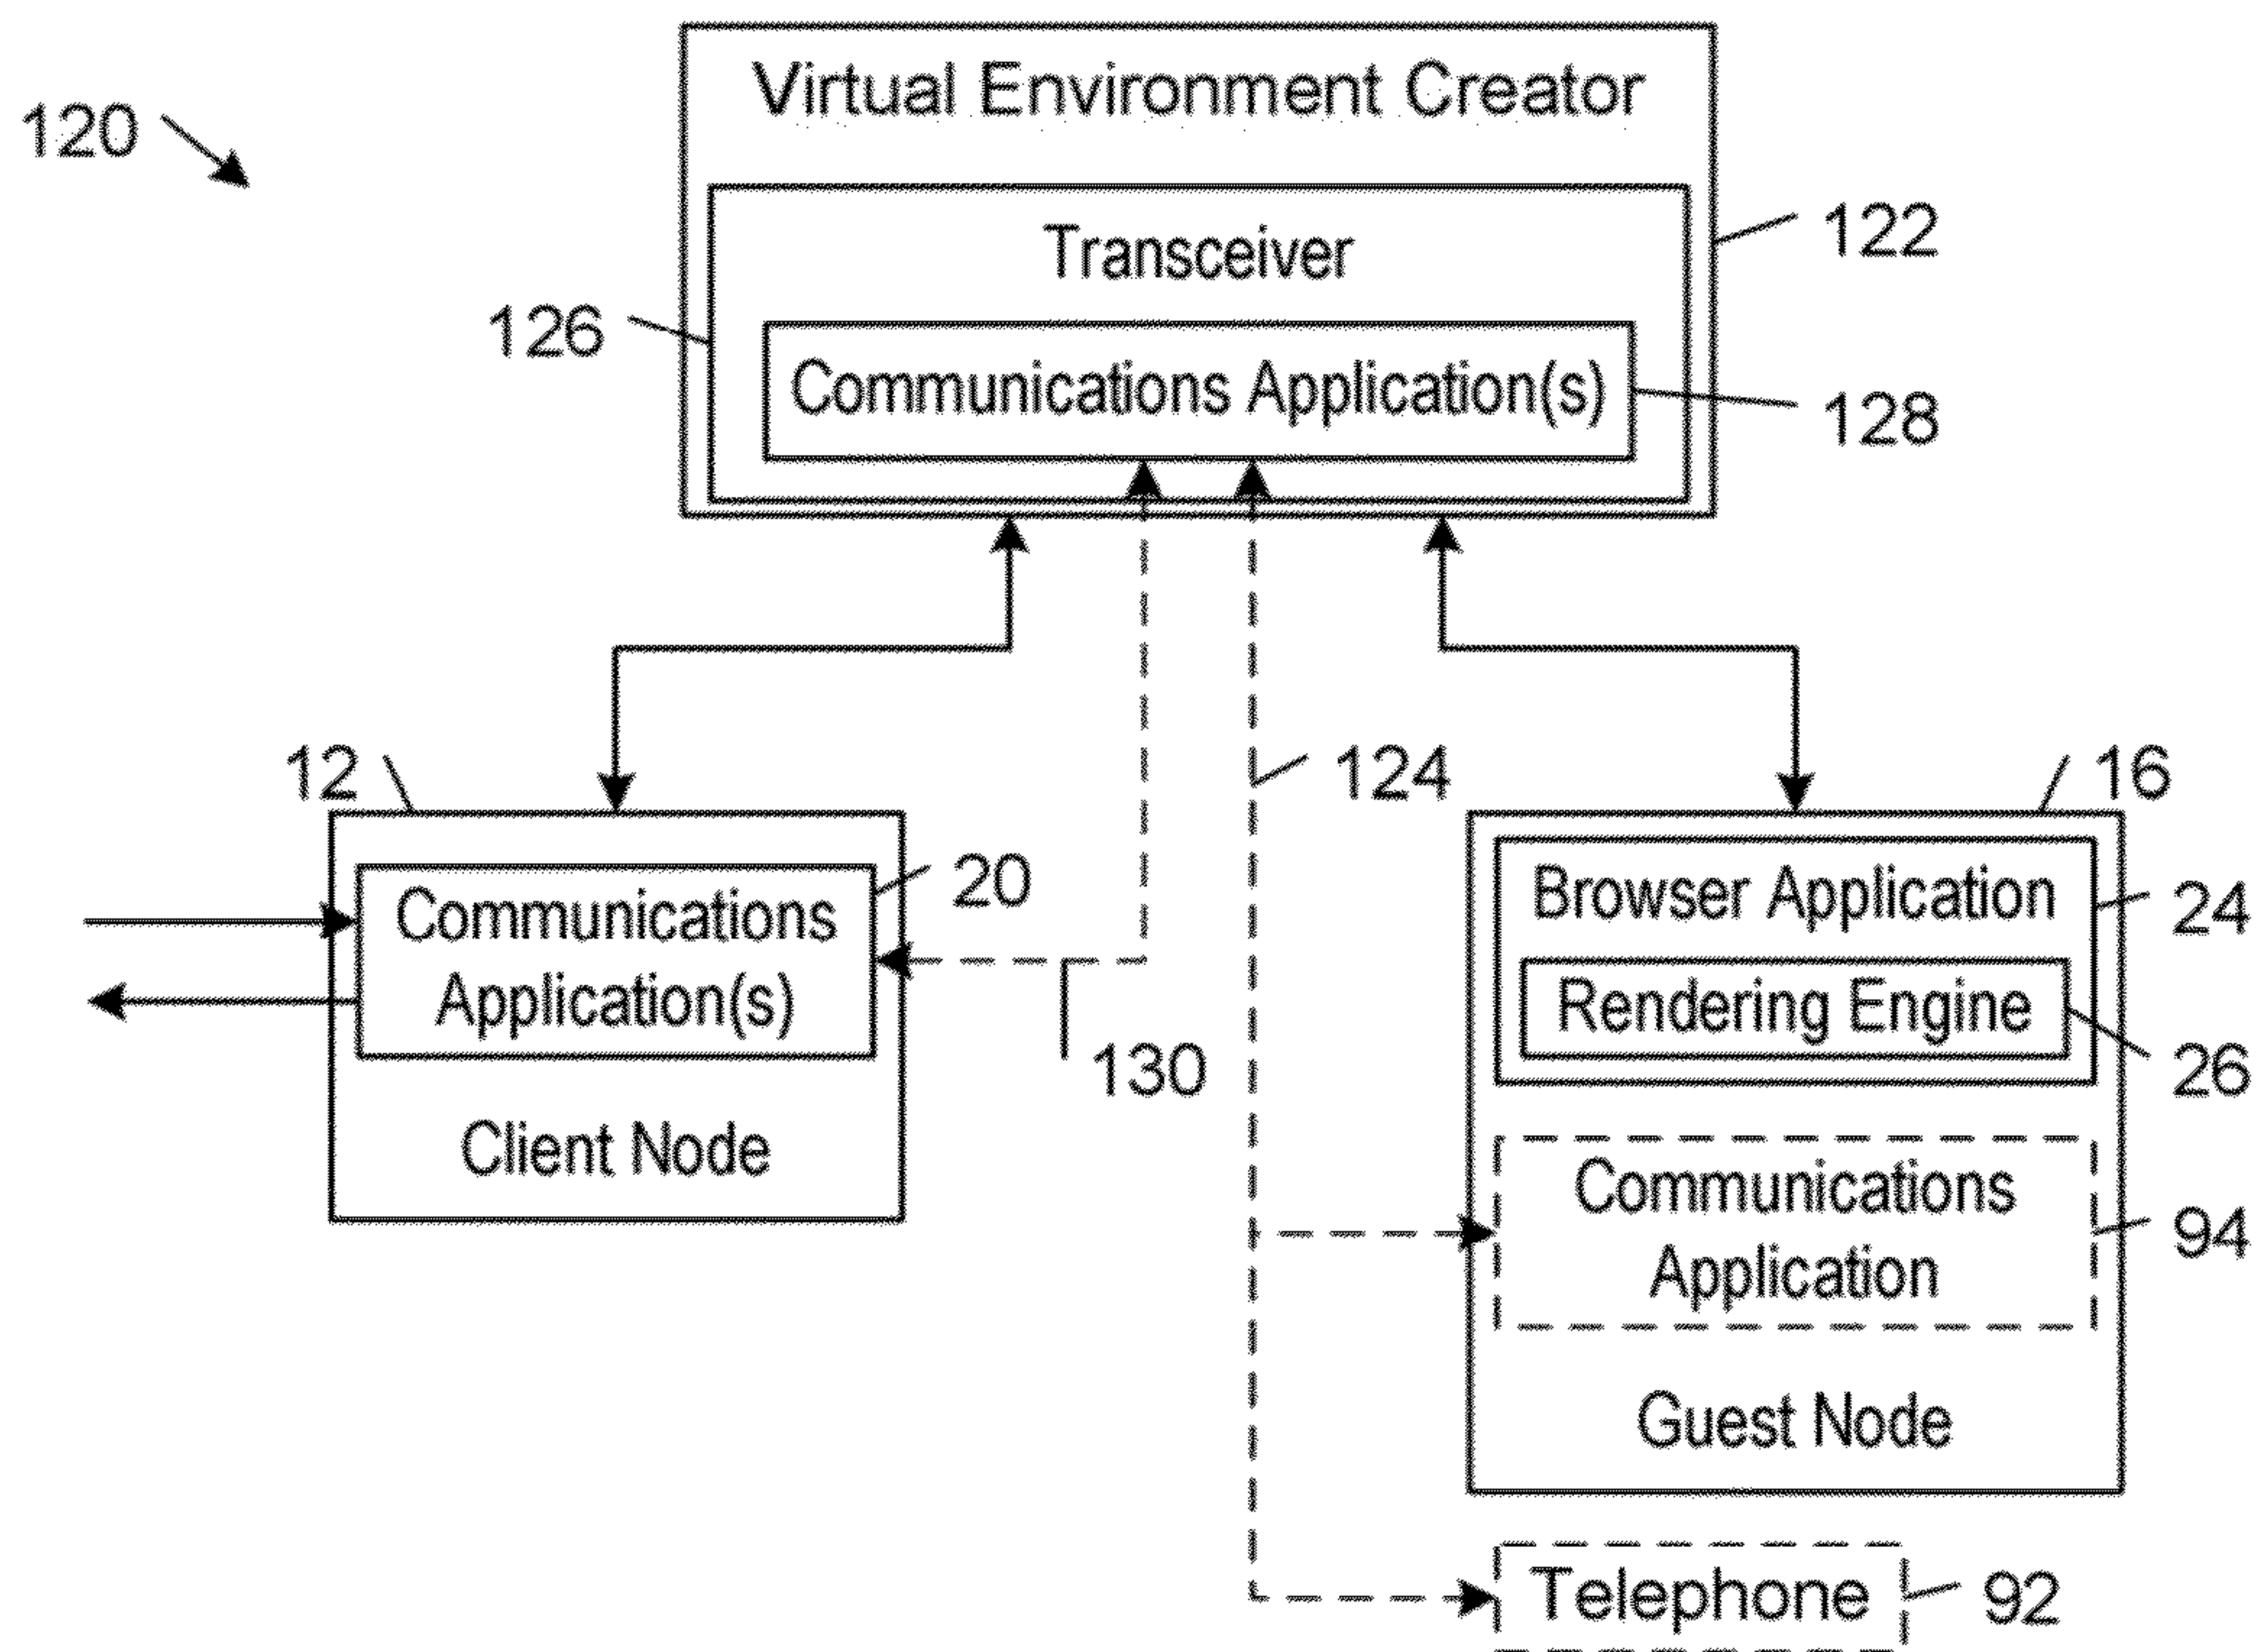 Virtual Environment Creator
120
Transceiver
122
126
Communications Application(s)
128
12
124
16
20
Communications
Application(s)
Browser Application
24
Rendering Engine
130
26
Client Node
Communications
Application
94
Guest Node
Telephone
92